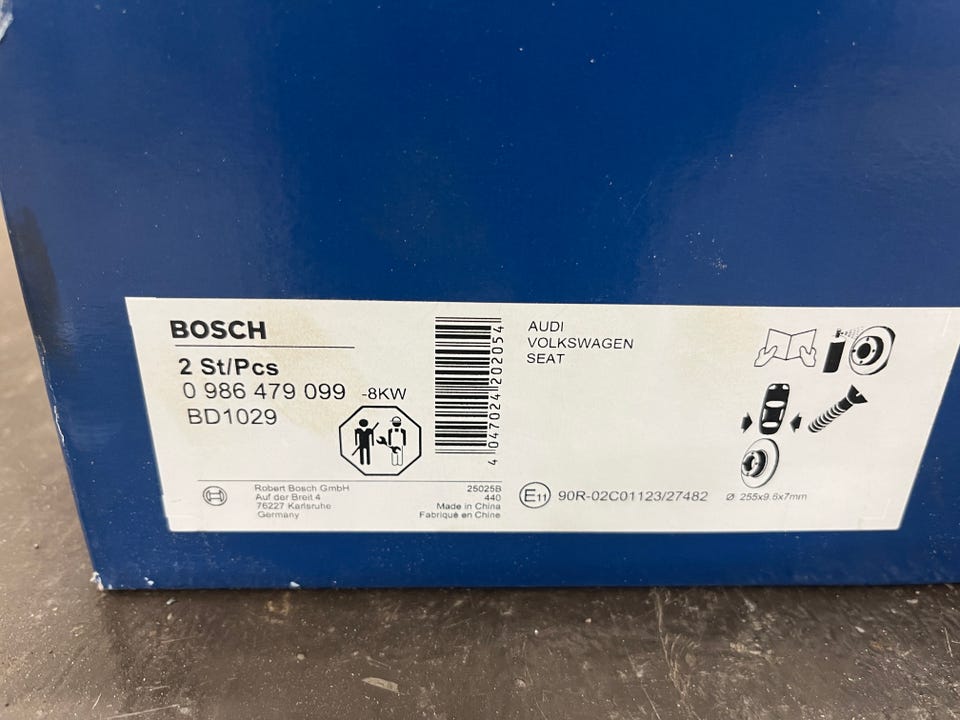 BOSCH
2 St/Pcs
0 986 479 099 -8KW
BD1029
4 047024 202054
AUDI
VOLKSWAGEN
SEAT
Robert Bosch GmbH
Auf der Breit 4
76227 Karlsruhe
Germany
25025B
440
Made in China
Fabriqué en Chine
E11 90R-02C01123/27482
Ø 255x9.6x7mm